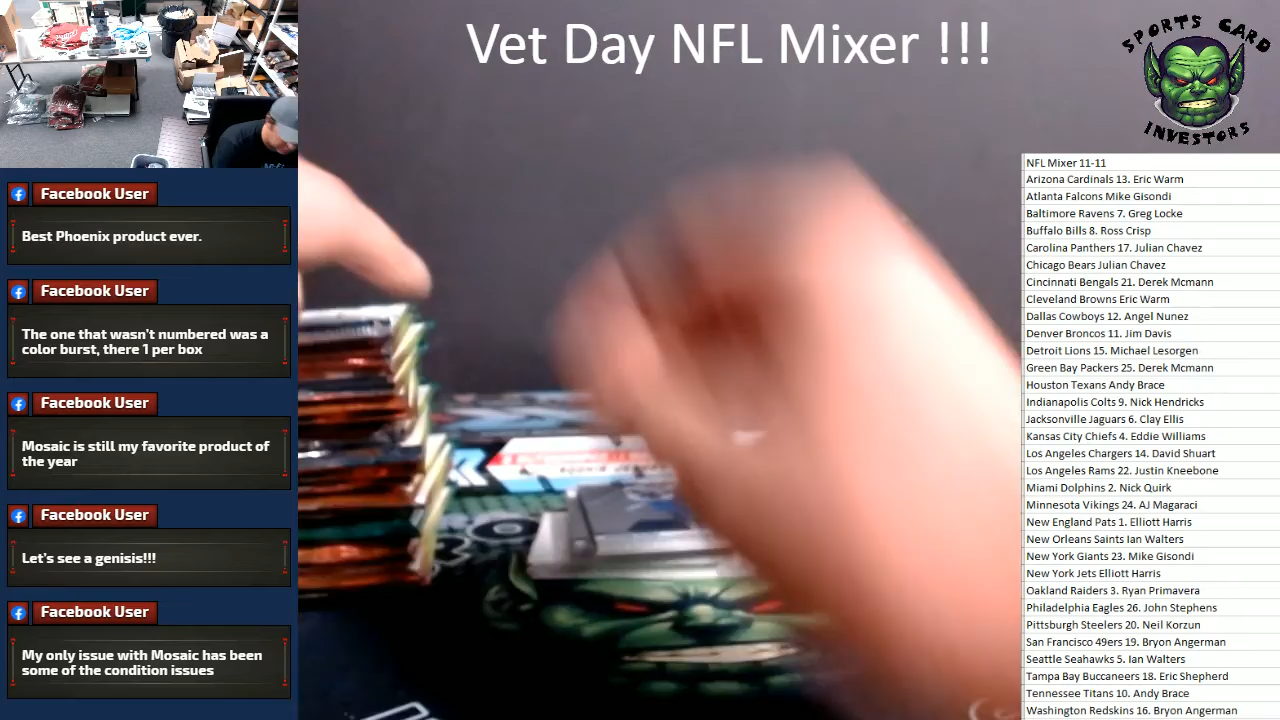 Vet Day NFL Mixer !!!
SPORTS CARD
INVESTORS
Facebook User
Best Phoenix product ever.
Facebook User
The one that wasn't numbered was a
color burst, there 1 per box
Facebook User
Mosaic is still my favorite product of
the year
Facebook User
Let's see a genisis!!!
Facebook User
My only issue with Mosaic has been
some of the condition issues
NFL Mixer 11-11
Arizona Cardinals 13. Eric Warm
Atlanta Falcons Mike Gisondi
Baltimore Ravens 7. Greg Locke
Buffalo Bills 8. Ross Crisp
Carolina Panthers 17. Julian Chavez
Chicago Bears Julian Chavez
Cincinnati Bengals 21. Derek Mcmann
Cleveland Browns Eric Warm
Dallas Cowboys 12. Angel Nunez
Denver Broncos 11. Jim Davis
Detroit Lions 15. Michael Lesorgen
Green Bay Packers 25. Derek Mcmann
Houston Texans Andy Brace
Indianapolis Colts 9. Nick Hendricks
Jacksonville Jaguars 6. Clay Ellis
Kansas City Chiefs 4. Eddie Williams
Los Angeles Chargers 14. David Shuart
Los Angeles Rams 22. Justin Kneebone
Miami Dolphins 2. Nick Quirk
Minnesota Vikings 24. AJ Magaraci
New England Pats 1. Elliott Harris
New Orleans Saints Ian Walters
New York Giants 23. Mike Gisondi
New York Jets Elliott Harris
Oakland Raiders 3. Ryan Primavera
Philadelphia Eagles 26. John Stephens
Pittsburgh Steelers 20. Neil Korzun
San Francisco 49ers 19. Bryon Angerman
Seattle Seahawks 5. Ian Walters
Tampa Bay Buccaneers 18. Eric Shepherd
Tennessee Titans 10. Andy Brace
Washington Redskins 16. Bryon Angerman